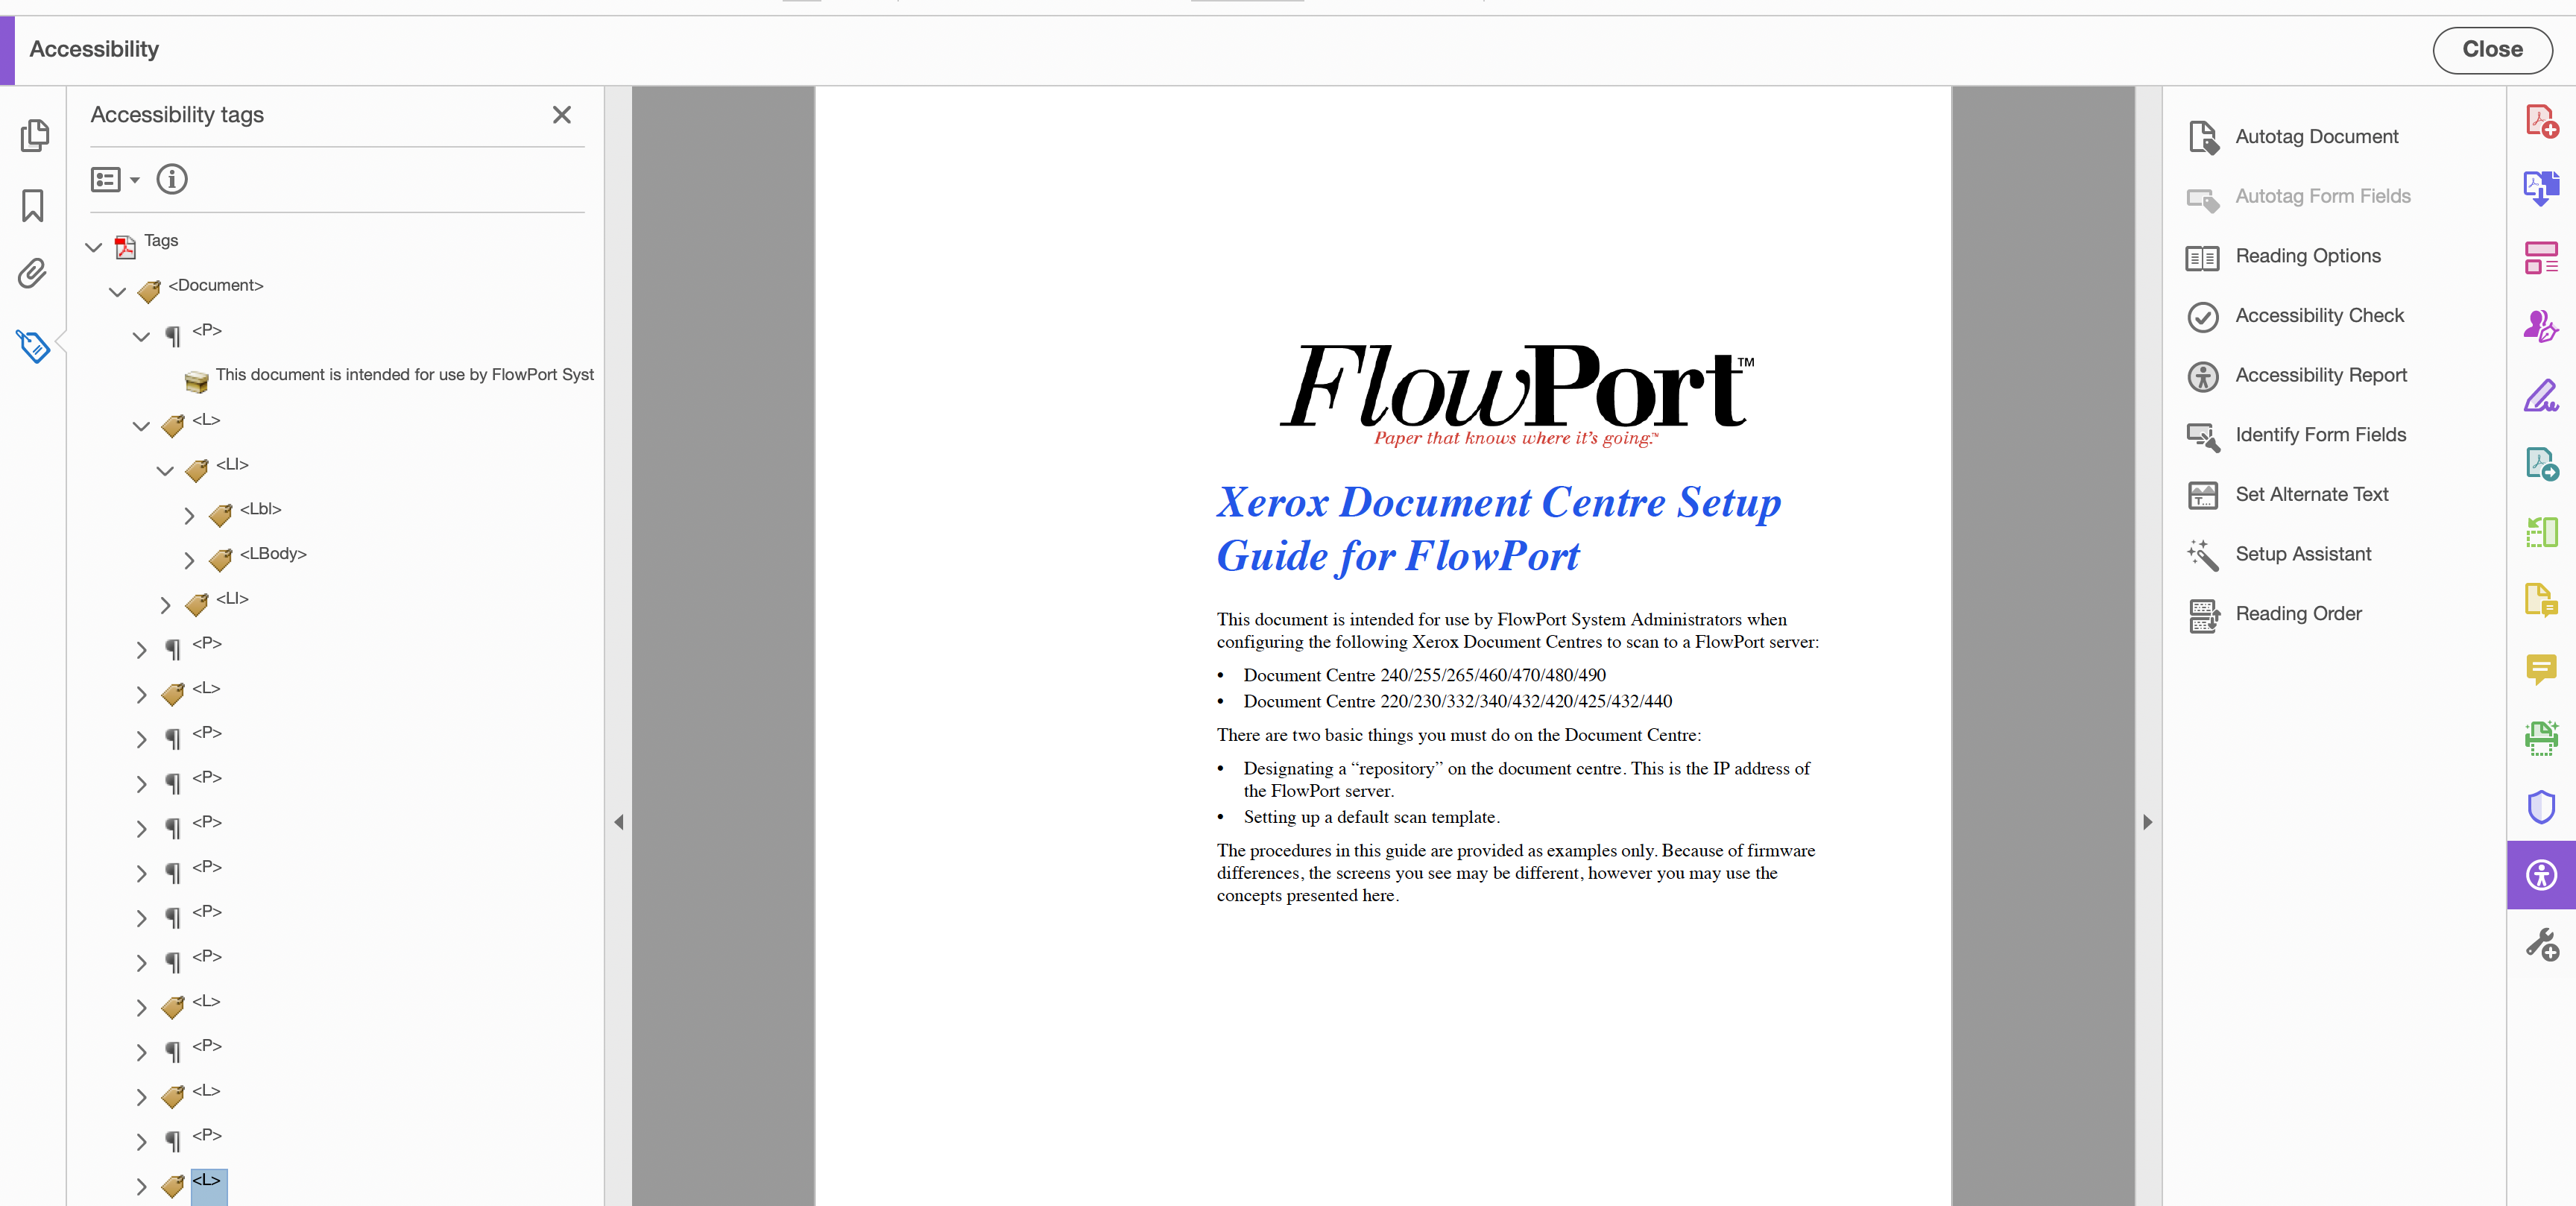 Accessibility
Close
Accessibility tags
Tags
<Document>
<P>
This document is intended for use by FlowPort Syst
<L>
<LI>
<Lbl>
<LBody>
<LI>
<P>
<L>
<P>
<P>
<P>
<P>
<P>
<P>
<L>
<P>
<L>
<P>
<L>
FlowPort™
Paper that knows where it's going.™
Xerox Document Centre Setup
Guide for FlowPort
This document is intended for use by FlowPort System Administrators when
configuring the following Xerox Document Centres to scan to a FlowPort server:
• Document Centre 240/255/265/460/470/480/490
• Document Centre 220/230/332/340/432/420/425/432/440
There are two basic things you must do on the Document Centre:
• Designating a “repository” on the document centre. This is the IP address of
the FlowPort server.
• Setting up a default scan template.
The procedures in this guide are provided as examples only. Because of firmware
differences, the screens you see may be different, however you may use the
concepts presented here.
Autotag Document
Autotag Form Fields
Reading Options
Accessibility Check
Accessibility Report
Identify Form Fields
T...
Set Alternate Text
Setup Assistant
Reading Order